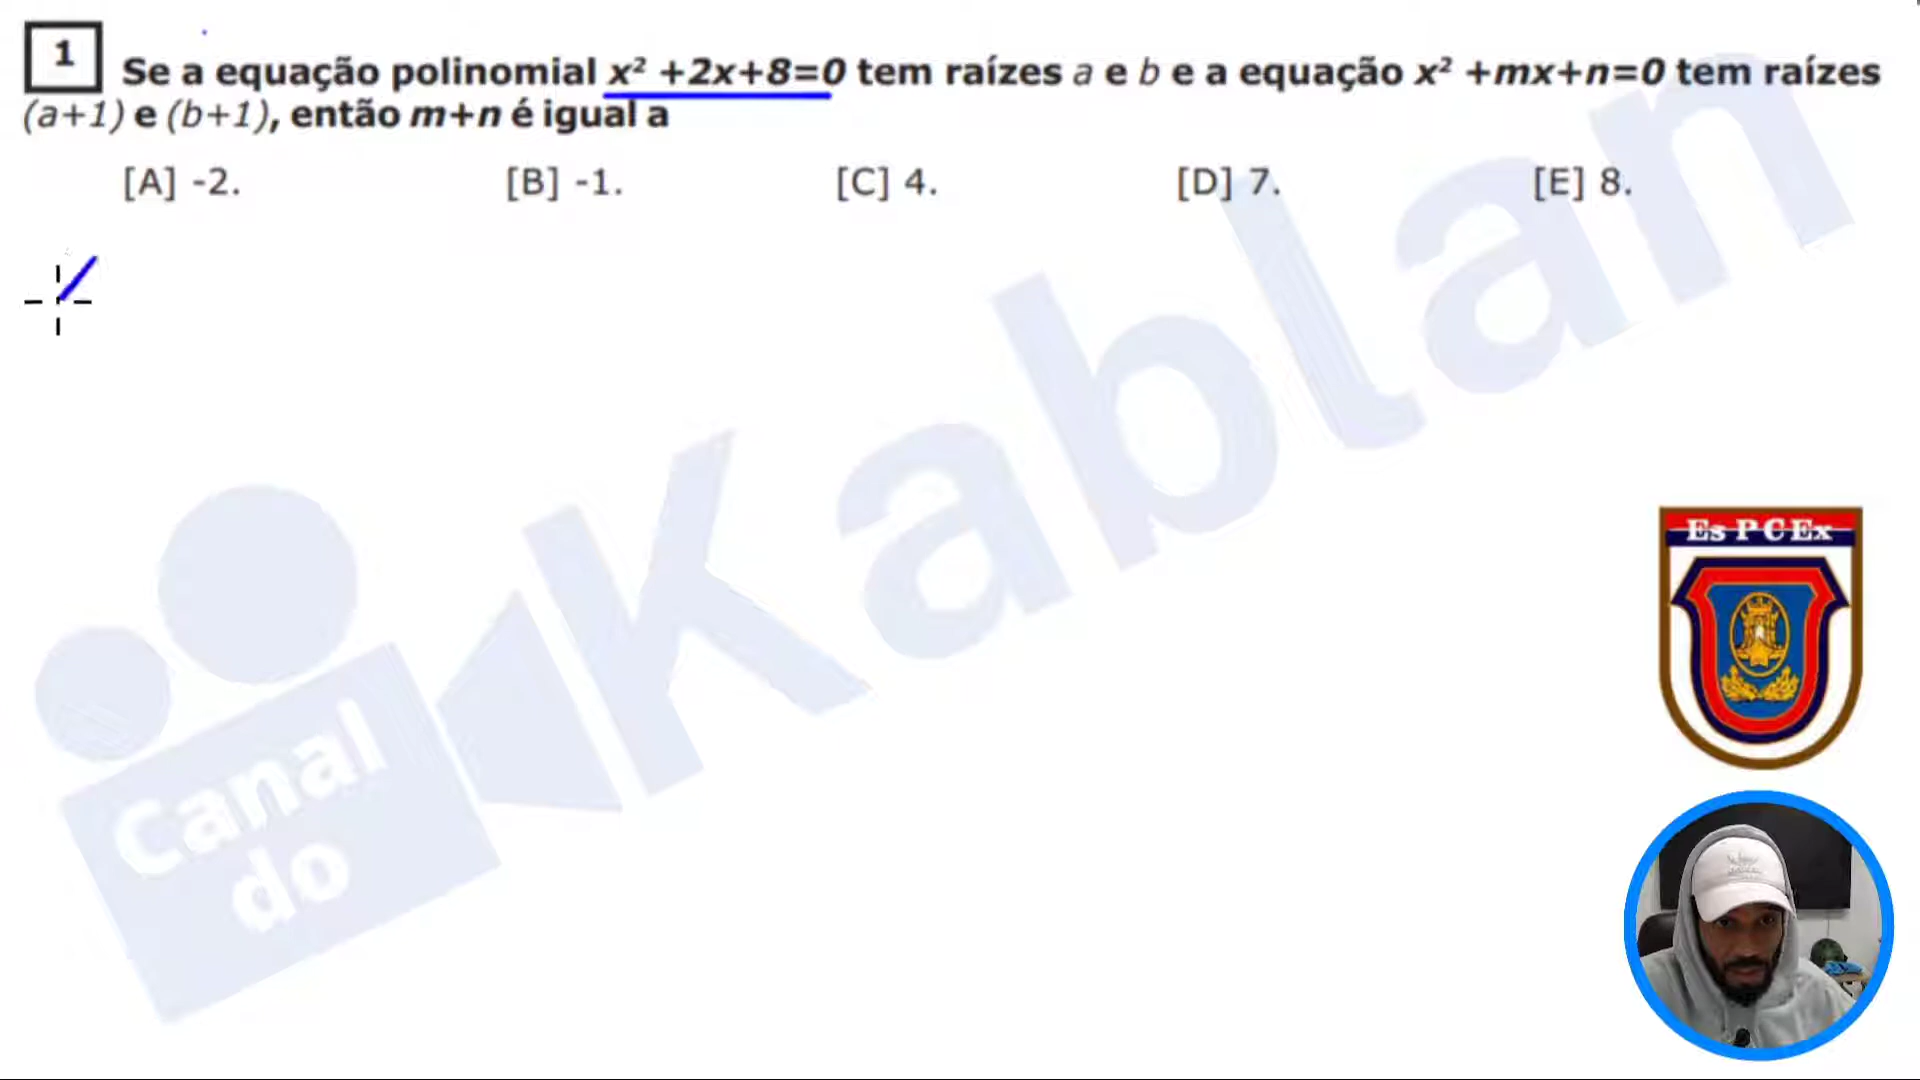 1
Se a equação polinomial x² +2x+8=0 tem raízes a e b e a equação x² +mx+n=0 tem raízes
(a+1) e (b+1), então m+n é igual a
[A] -2. [B] -1. [C] 4. [D] 7. [E] 8.
Canal
do
Kablan
Es P C Ex